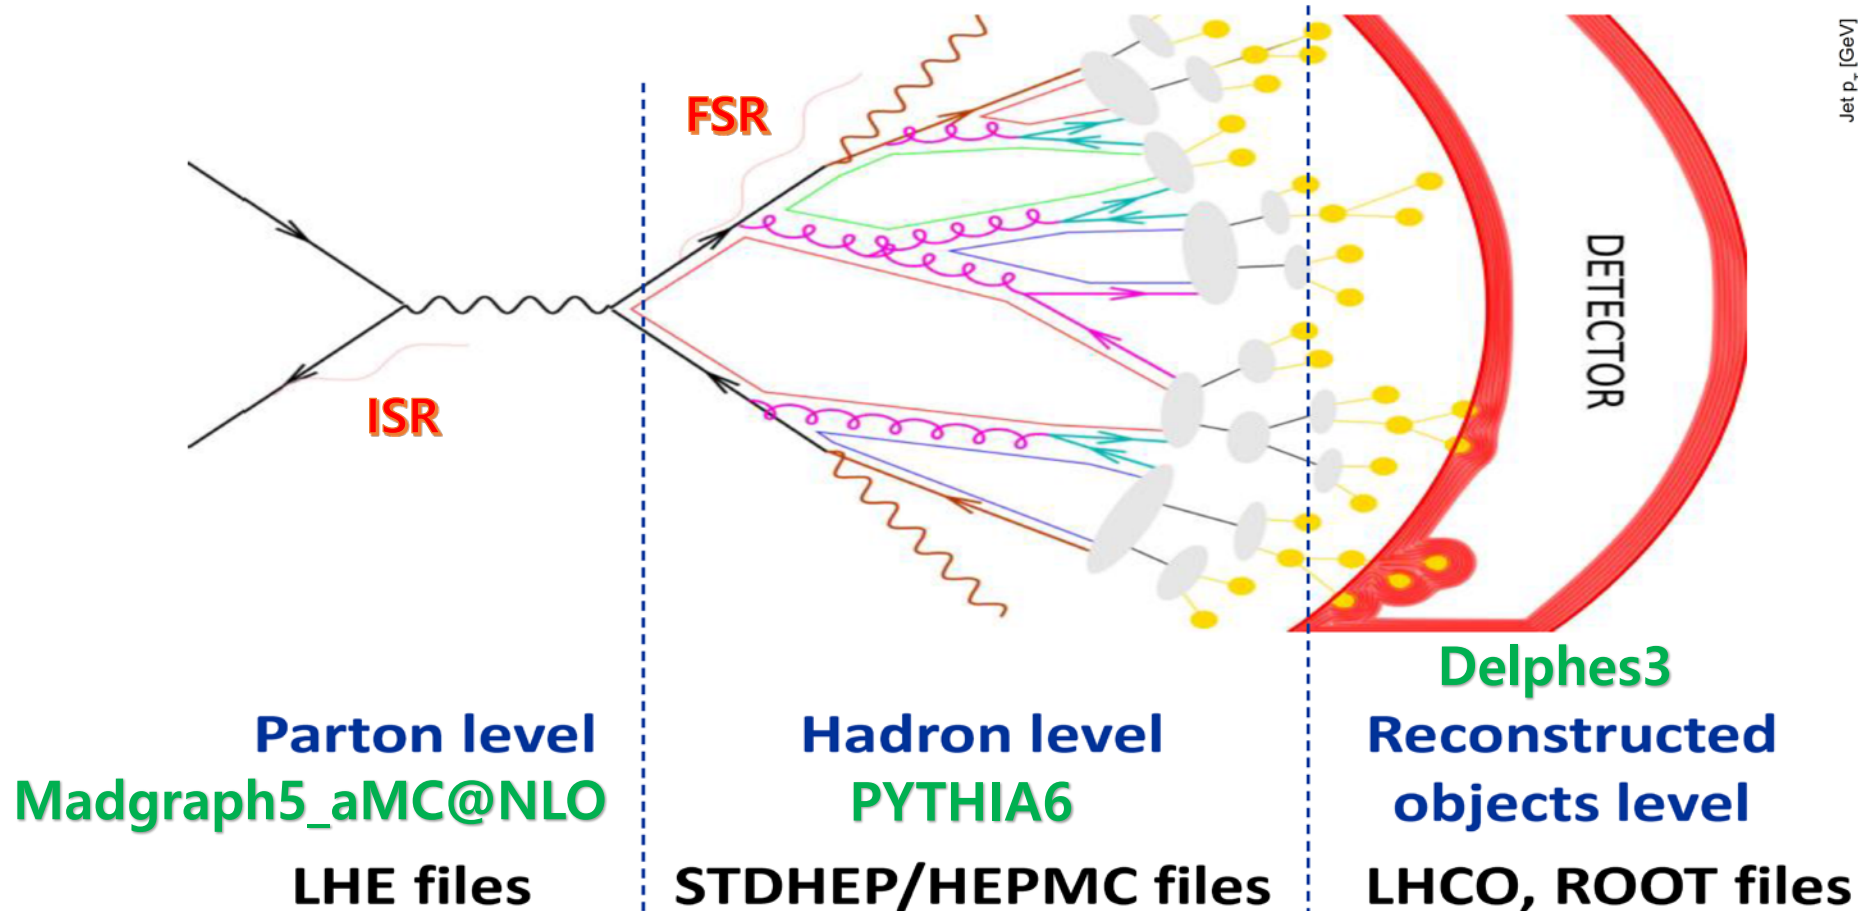 Jet p_T [GeV]
FSR
ISR
DETECTOR
Delphes3
Parton level
Hadron level
Reconstructed
objects level
Madgraph5_aMC@NLO
PYTHIA6
LHE files
STDHEP/HEPMC files
LHCO, ROOT files